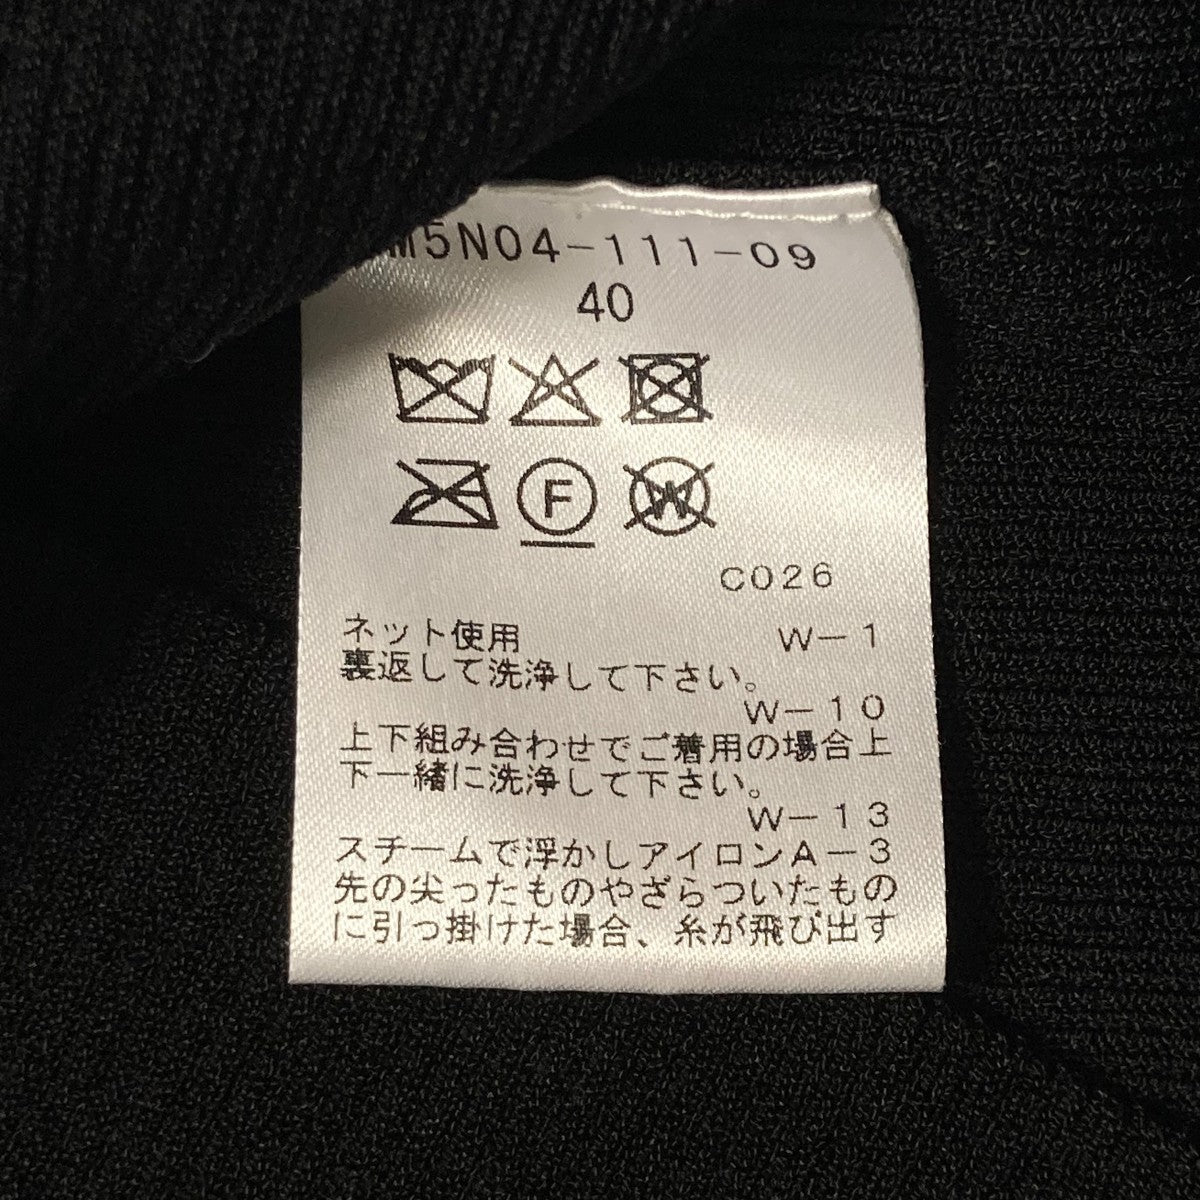 M5N04-111-09
40
F
W
C026
ネット使用 W-1
裏返して洗浄して下さい。
W-10
上下組み合わせでご着用の場合上
下一緒に洗浄して下さい。
W-13
スチームで浮かしアイロンA-3
先の尖ったものやざらついたもの
に引っ掛けた場合、糸が飛び出す